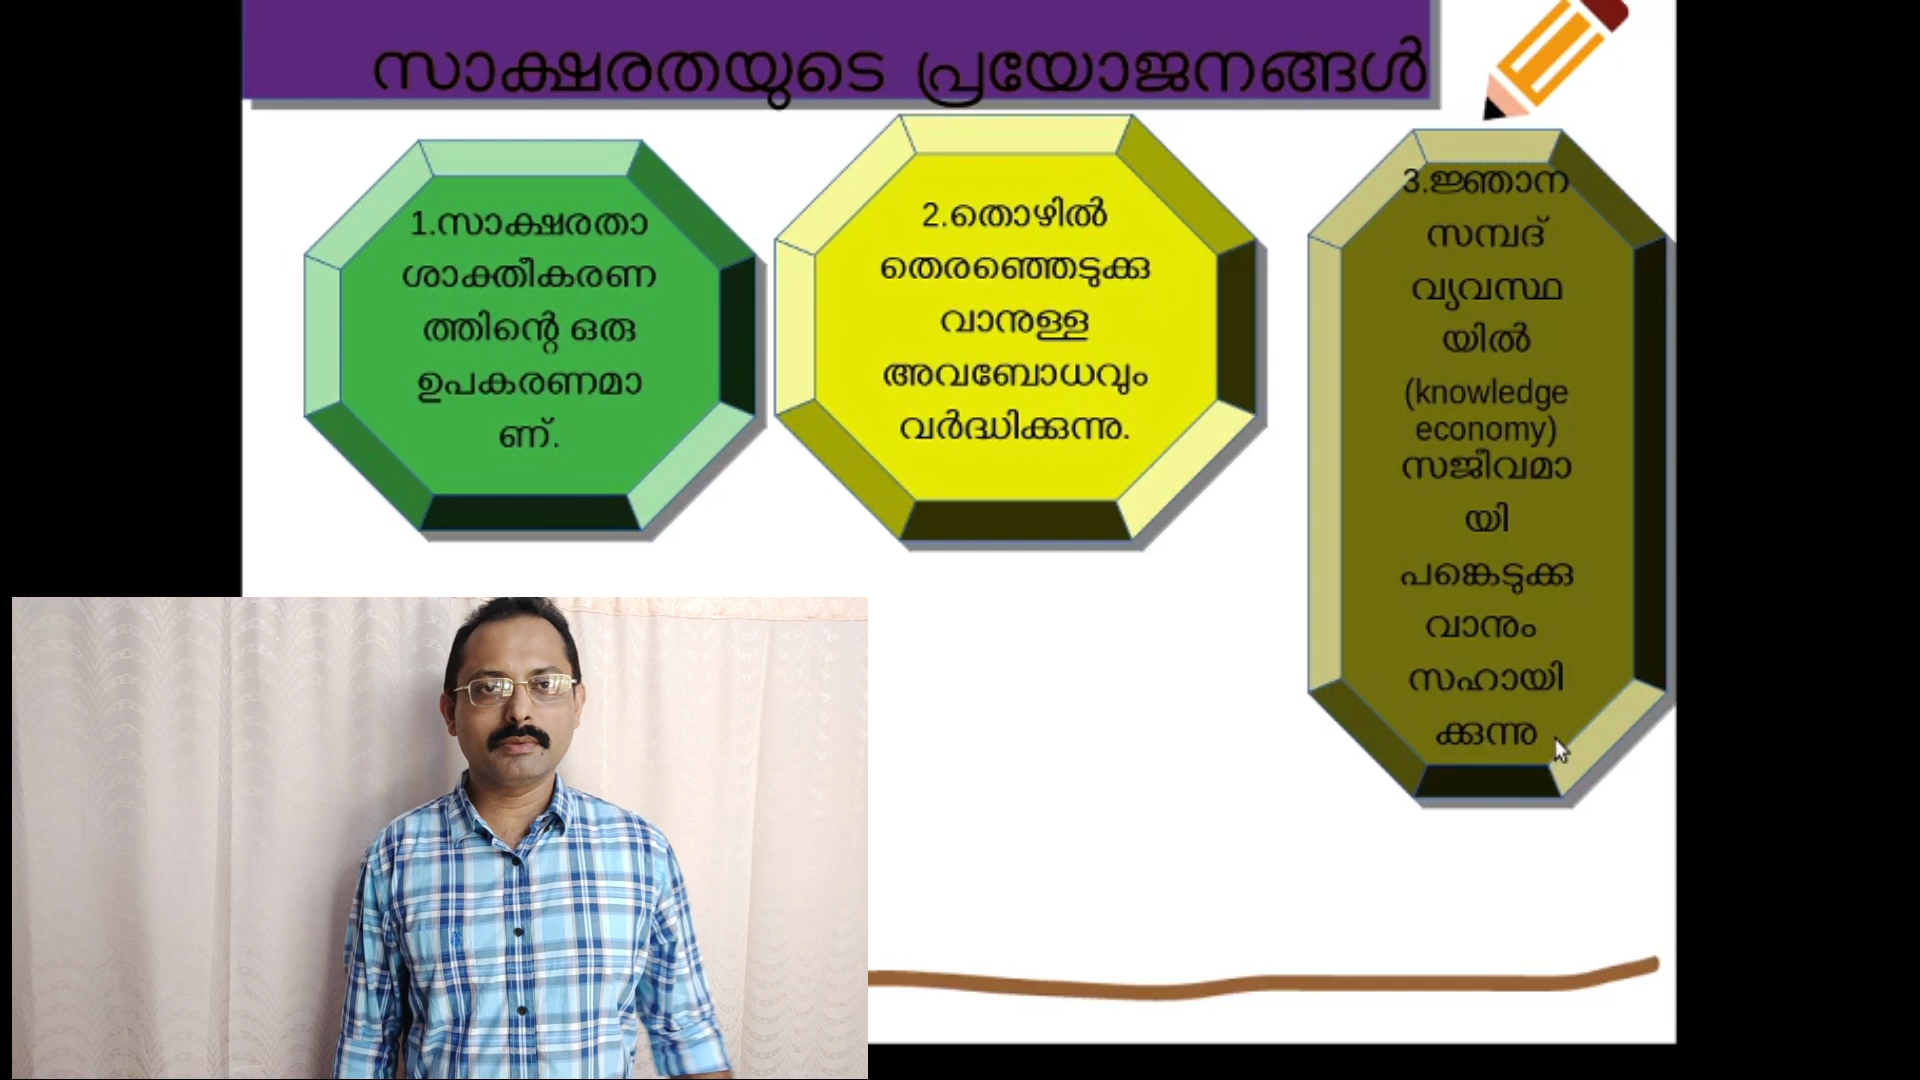 സാക്ഷരതയുടെ പ്രയോജനങ്ങൾ
1.സാക്ഷരതാ
ശാക്തീകരണ
ത്തിന്റെ ഒരു
ഉപകരണമാ
ണ്.
2.തൊഴിൽ
തെരഞ്ഞെടുക്കു
വാനുള്ള
അവബോധവും
വർദ്ധിക്കുന്നു.
3.ജ്ഞാന
സമ്പദ്
വ്യവസ്ഥ
യിൽ
(knowledge
economy)
സജീവമാ
യി
പങ്കെടുക്കു
വാനും
സഹായി
ക്കുന്നു